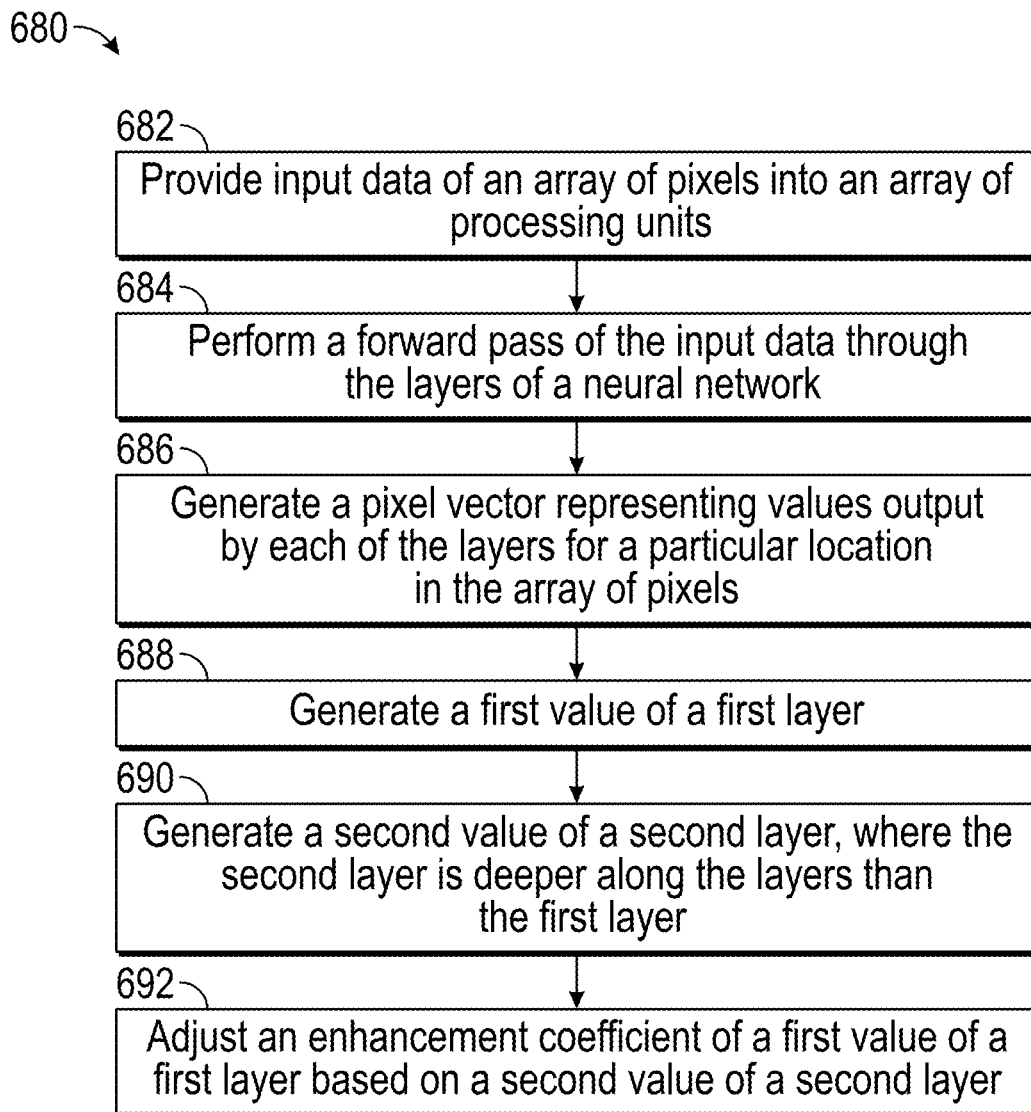 680
682
Provide input data of an array of pixels into an array of
processing units
684
Perform a forward pass of the input data through
the layers of a neural network
686
Generate a pixel vector representing values output
by each of the layers for a particular location
in the array of pixels
688
Generate a first value of a first layer
690
Generate a second value of a second layer, where the
second layer is deeper along the layers than
the first layer
692
Adjust an enhancement coefficient of a first value of a
first layer based on a second value of a second layer